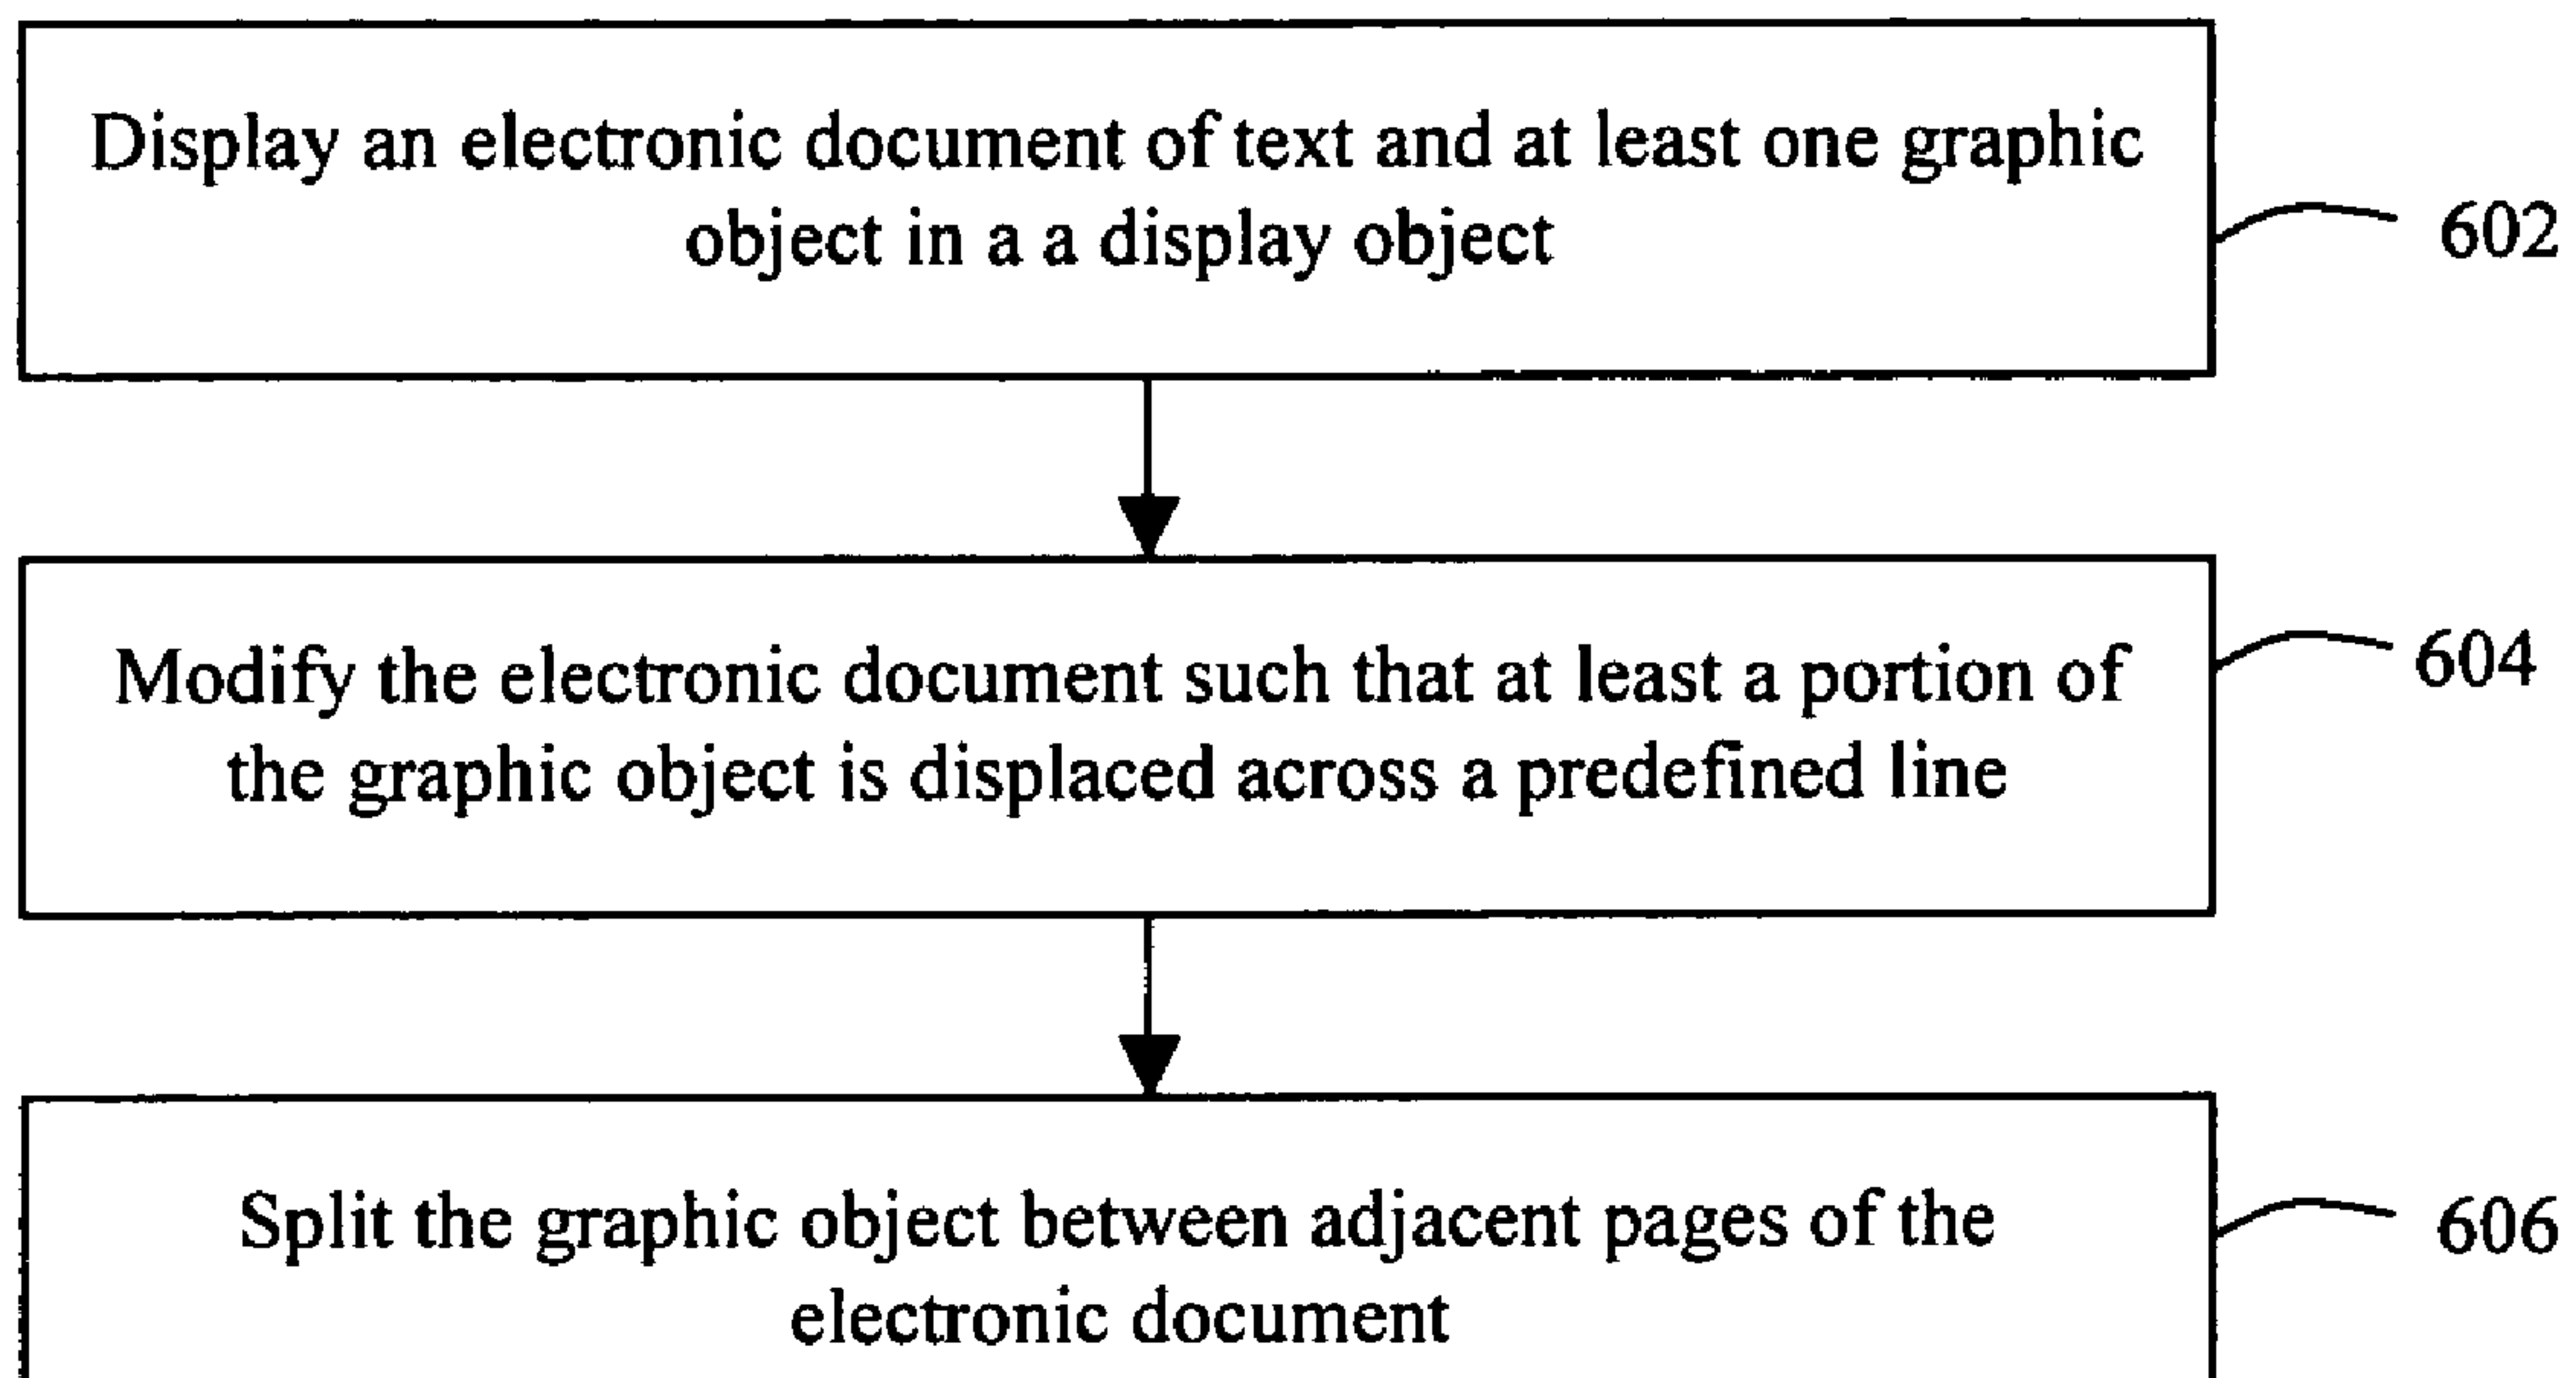 Display an electronic document of text and at least one graphic
object in a a display object
602
Modify the electronic document such that at least a portion of
the graphic object is displaced across a predefined line
604
Split the graphic object between adjacent pages of the
electronic document
606